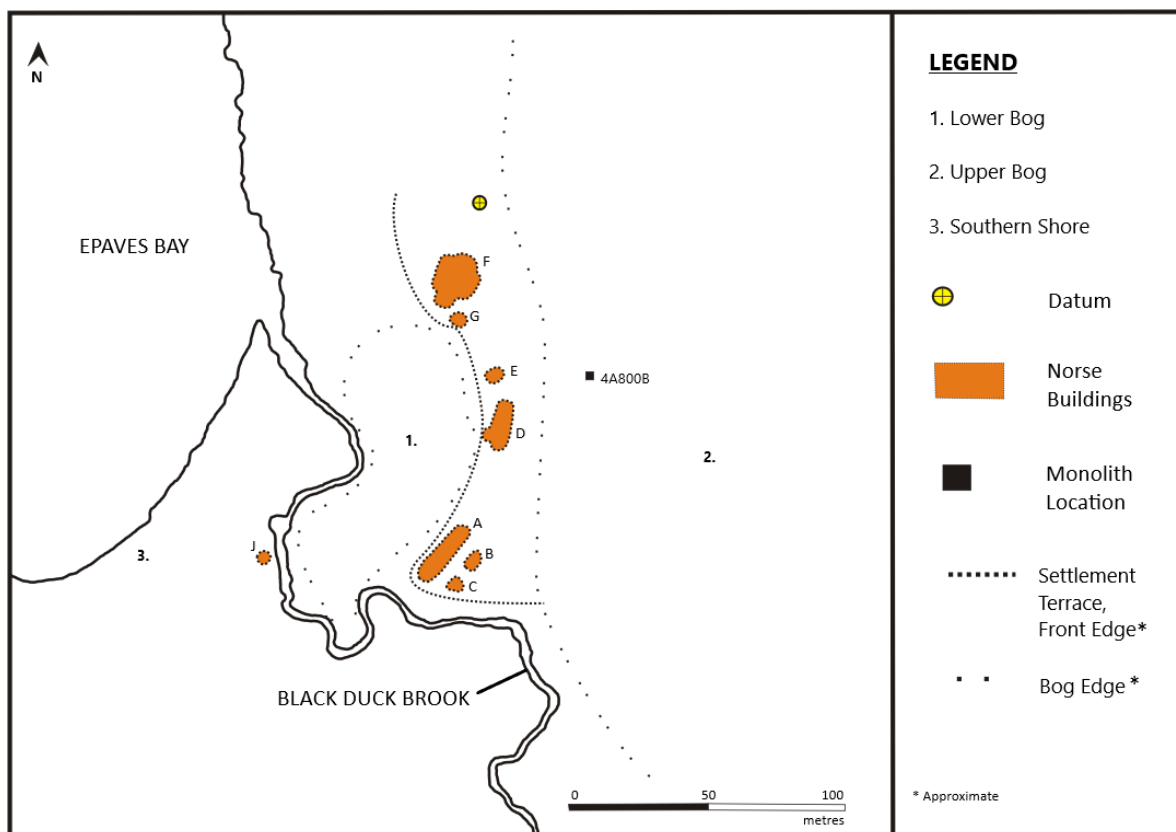 N
EPAVES BAY
F
G
E
4A800B
D
1.
2.
A
J
B
3.
C
BLACK DUCK BROOK
0 50 100
metres
LEGEND
1. Lower Bog
2. Upper Bog
3. Southern Shore
Datum
Norse
Buildings
Monolith
Location
Settlement
Terrace,
Front Edge*
Bog Edge *
* Approximate